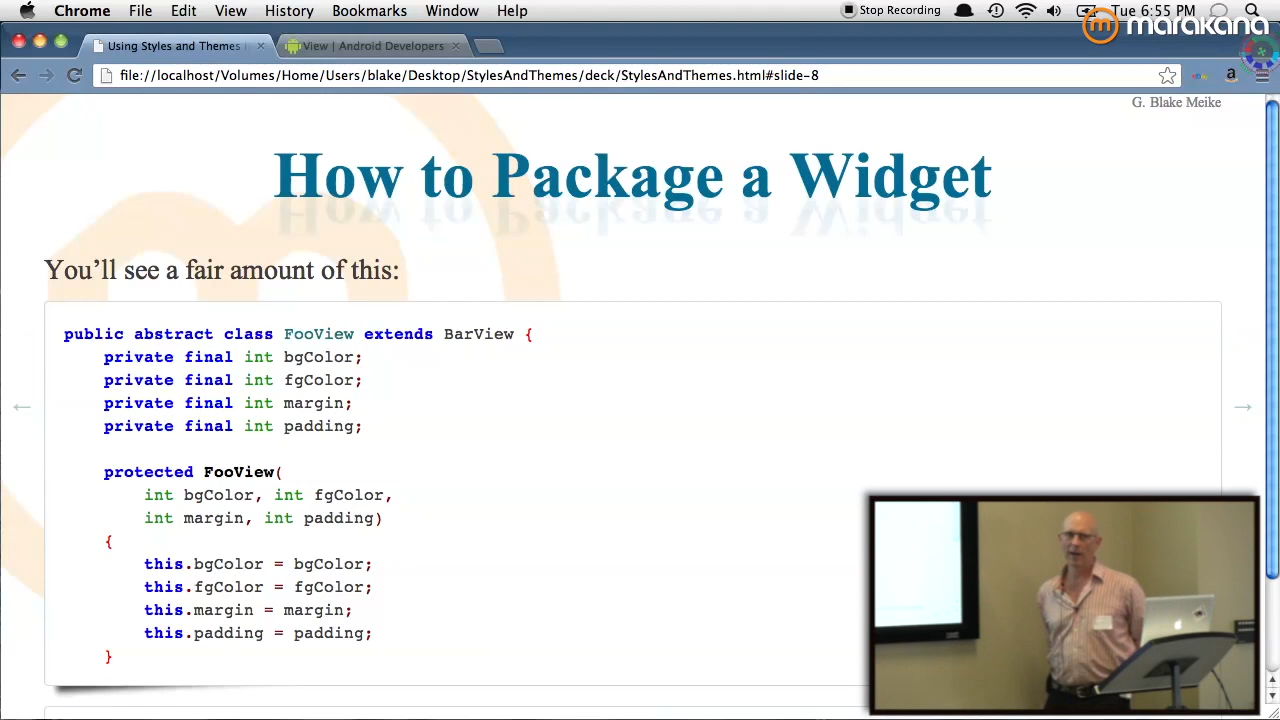 Chrome File Edit View History Bookmarks Window Help Stop Recording Tue 6:55 PM
marakana
Using Styles and Themes View | Android Developers
file://localhost/Volumes/Home/Users/blake/Desktop/StylesAndThemes/deck/StylesAndThemes.html#slide-8
G. Blake Meike
How to Package a Widget
You’ll see a fair amount of this:
public abstract class FooView extends BarView {
private final int bgColor;
private final int fgColor;
private final int margin;
private final int padding;
protected FooView(
int bgColor, int fgColor,
int margin, int padding)
{
this.bgColor = bgColor;
this.fgColor = fgColor;
this.margin = margin;
this.padding = padding;
}